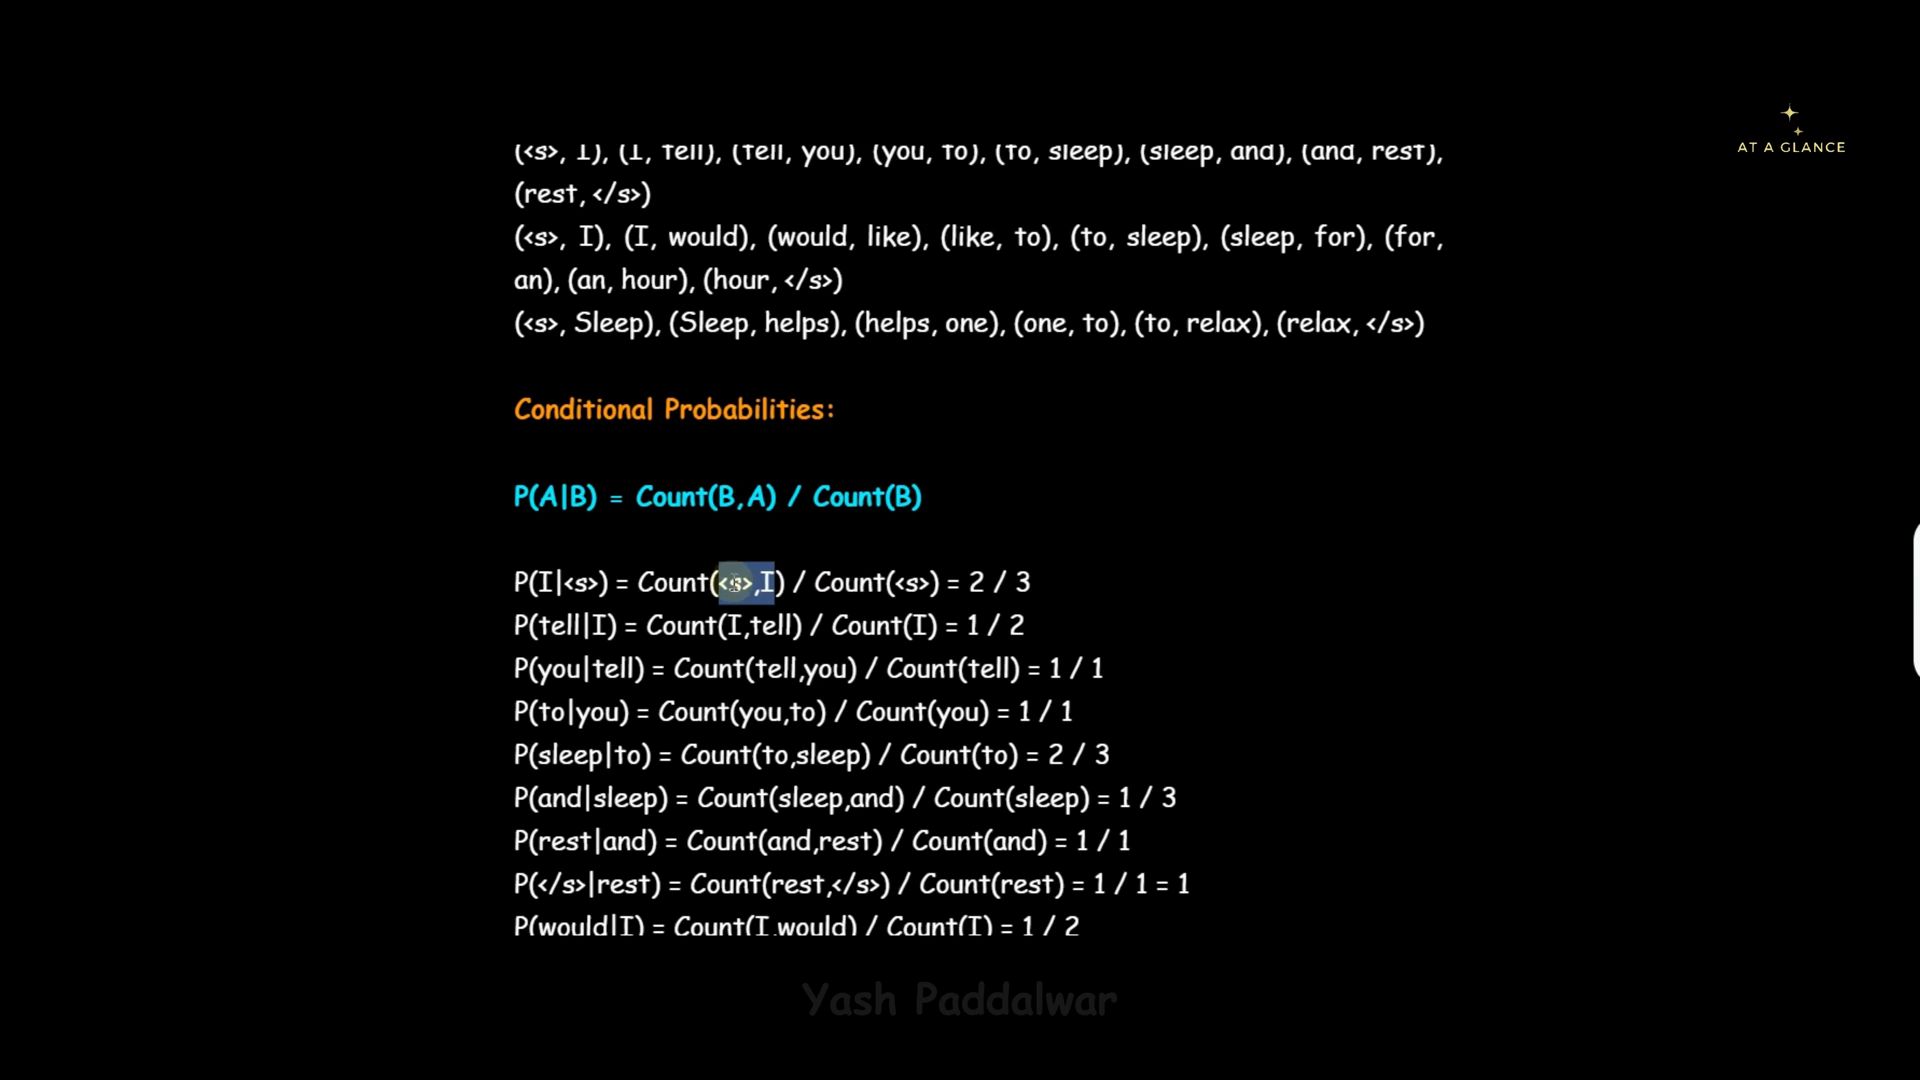 AT A GLANCE
(<s>, I), (I, tell), (tell, you), (you, to), (to, sleep), (sleep, and), (and, rest),
(rest, </s>)
(<s>, I), (I, would), (would, like), (like, to), (to, sleep), (sleep, for), (for,
an), (an, hour), (hour, </s>)
(<s>, Sleep), (Sleep, helps), (helps, one), (one, to), (to, relax), (relax, </s>)
Conditional Probabilities:
P(A|B) = Count(B,A) / Count(B)
P(I|<s>) = Count(<s>,I) / Count(<s>) = 2 / 3
P(tell|I) = Count(I,tell) / Count(I) = 1 / 2
P(you|tell) = Count(tell,you) / Count(tell) = 1 / 1
P(to|you) = Count(you,to) / Count(you) = 1 / 1
P(sleep|to) = Count(to,sleep) / Count(to) = 2 / 3
P(and|sleep) = Count(sleep,and) / Count(sleep) = 1 / 3
P(rest|and) = Count(and,rest) / Count(and) = 1 / 1
P(</s>|rest) = Count(rest,</s>) / Count(rest) = 1 / 1 = 1
P(would|I) = Count(I,would) / Count(I) = 1 / 2
Yash Paddalwar